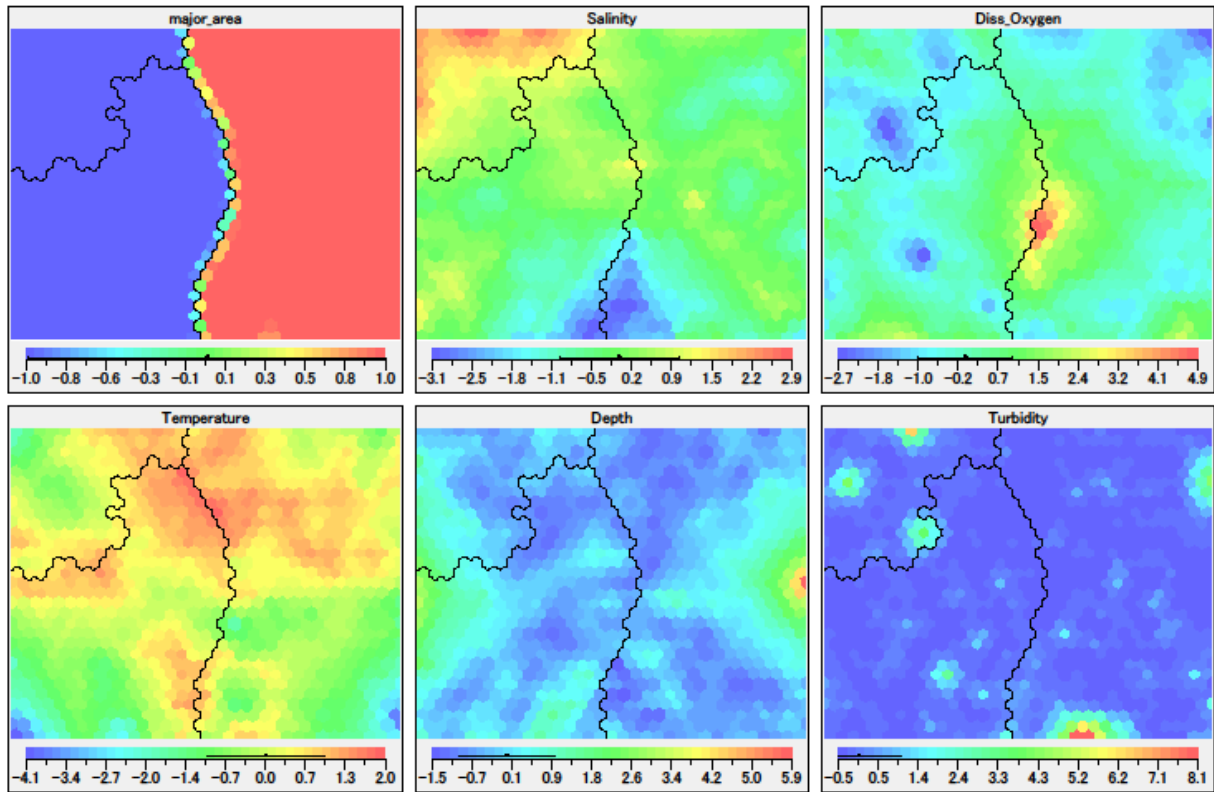 major_area
−1.0 −0.8 −0.6 −0.3 −0.1 0.1 0.3 0.6 0.8 1.0
Salinity
−3.1 −2.5 −1.8 −1.1 −0.5 0.2 0.9 1.5 2.2 2.9
Diss_Oxygen
−2.7 −1.8 −1.0 −0.2 0.7 1.5 2.4 3.2 4.1 4.9
Temperature
−4.1 −3.4 −2.7 −2.0 −1.4 −0.7 0.0 0.7 1.3 2.0
Depth
−1.5 −0.7 0.1 0.9 1.8 2.6 3.4 4.2 5.0 5.9
Turbidity
−0.5 0.5 1.4 2.4 3.3 4.3 5.2 6.2 7.1 8.1